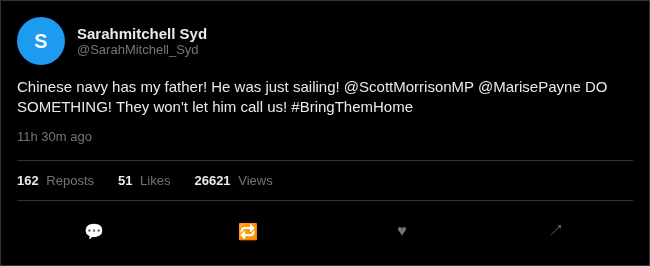 S
Sarahmitchell Syd
@SarahMitchell_Syd
Chinese navy has my father! He was just sailing! @ScottMorrisonMP @MarisePayne DO
SOMETHING! They won't let him call us! #BringThemHome
11h 30m ago
162 Reposts 51 Likes 26621 Views